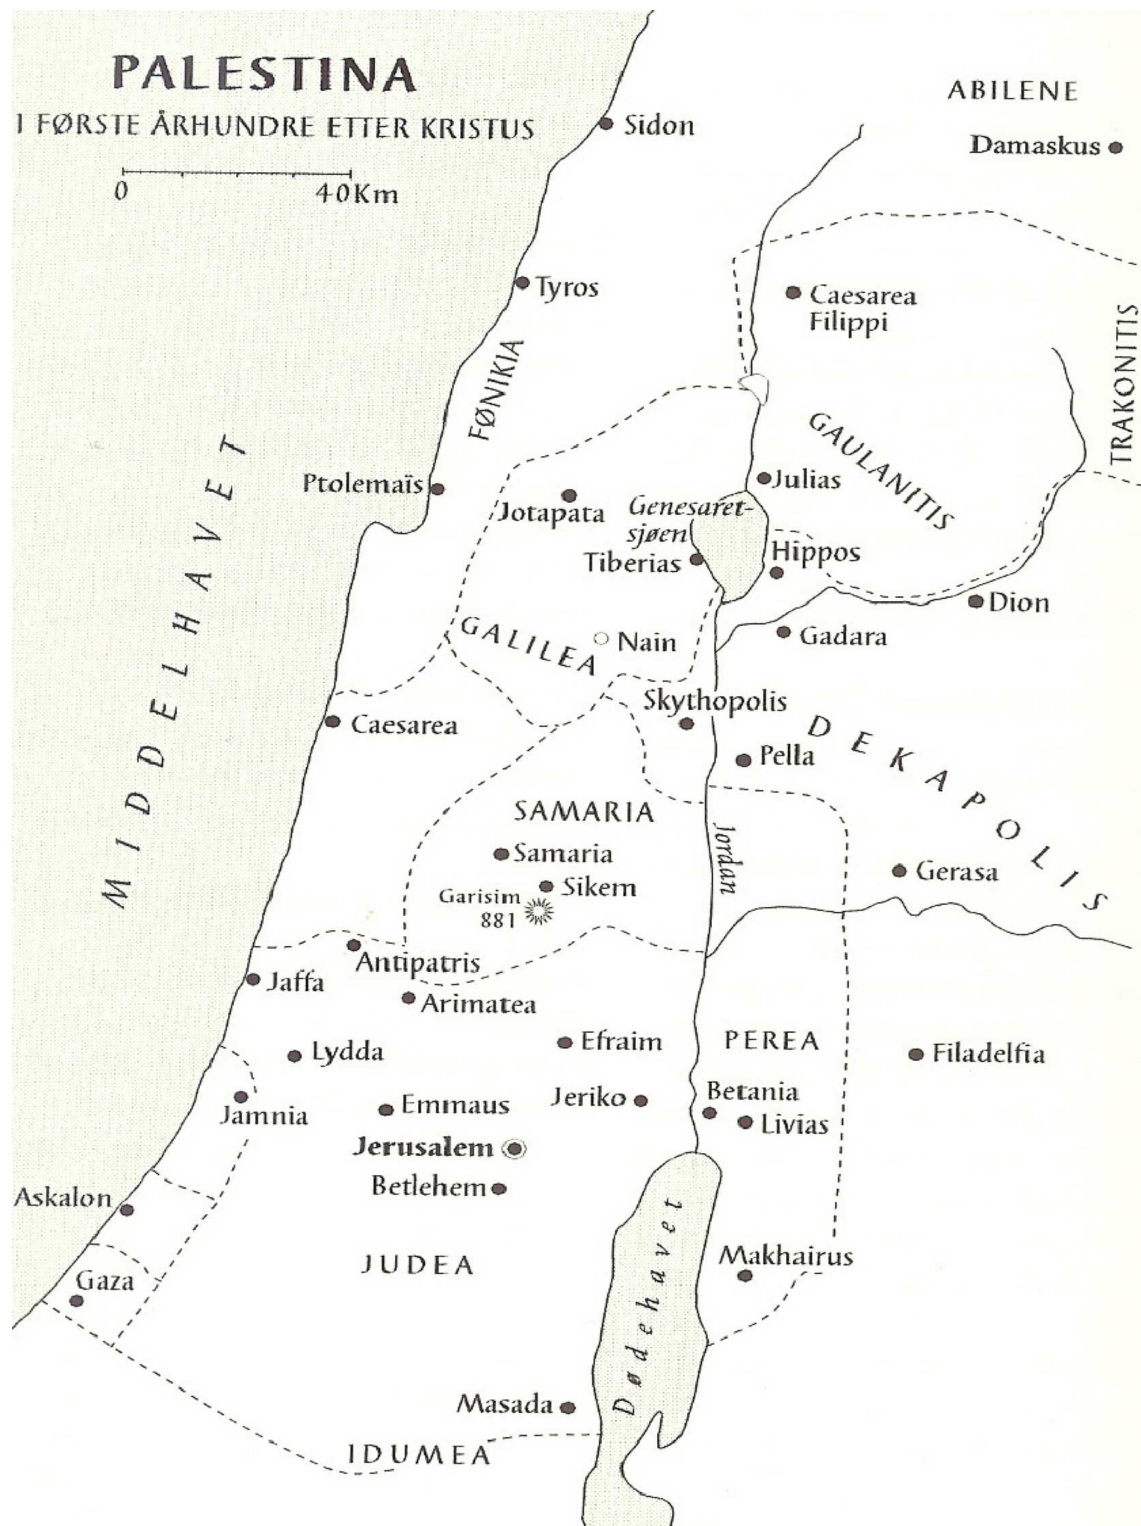 PALESTINA
I FØRSTE ÅRHUNDRE ETTER KRISTUS
0
40Km
ABILENE
Sidon
Damaskus
Tyros
Caesarea
Filippi
TRAKONITIS
FØNIKIA
GAULANITIS
MIDDELHAVET
Ptolemaïs
Julias
Jotapata
Genesaret-
sjøen
Hippos
Tiberias
Dion
GALILEA
Nain
Gadara
Skythopolis
Caesarea
DEKAPOLIS
Pella
SAMARIA
Jordan
Samaria
Gerasa
Sikem
Garisim
881
Antipatris
Jaffa
Arimatea
Efraim
PEREA
Lydda
Filadelfia
Jeriko
Betania
Jamnia
Emmaus
Livias
Jerusalem
Betlehem
Askalon
Dødehavet
JUDEA
Makhairus
Gaza
Masada
IDUMEA